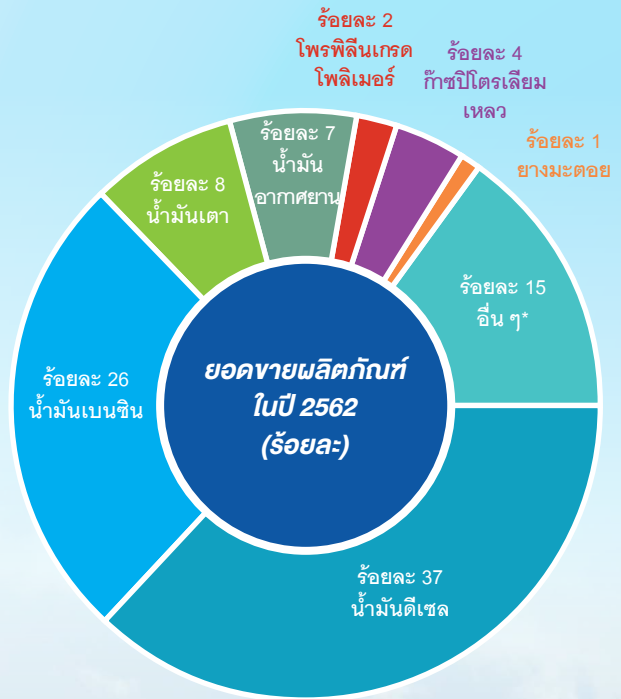 ร้อยละ 2
โพรพิลีนเกรด
โพลิเมอร์
ร้อยละ 4
ก๊าซปิโตรเลียม
เหลว
ร้อยละ 1
ยางมะตอย
ร้อยละ 7
น้ำมัน
อากาศยาน
ร้อยละ 8
น้ำมันเตา
ร้อยละ 15
อื่น ๆ*
ร้อยละ 26
น้ำมันเบนซิน
ยอดขายผลิตภัณฑ์
ในปี 2562
(ร้อยละ)
ร้อยละ 37
น้ำมันดีเซล